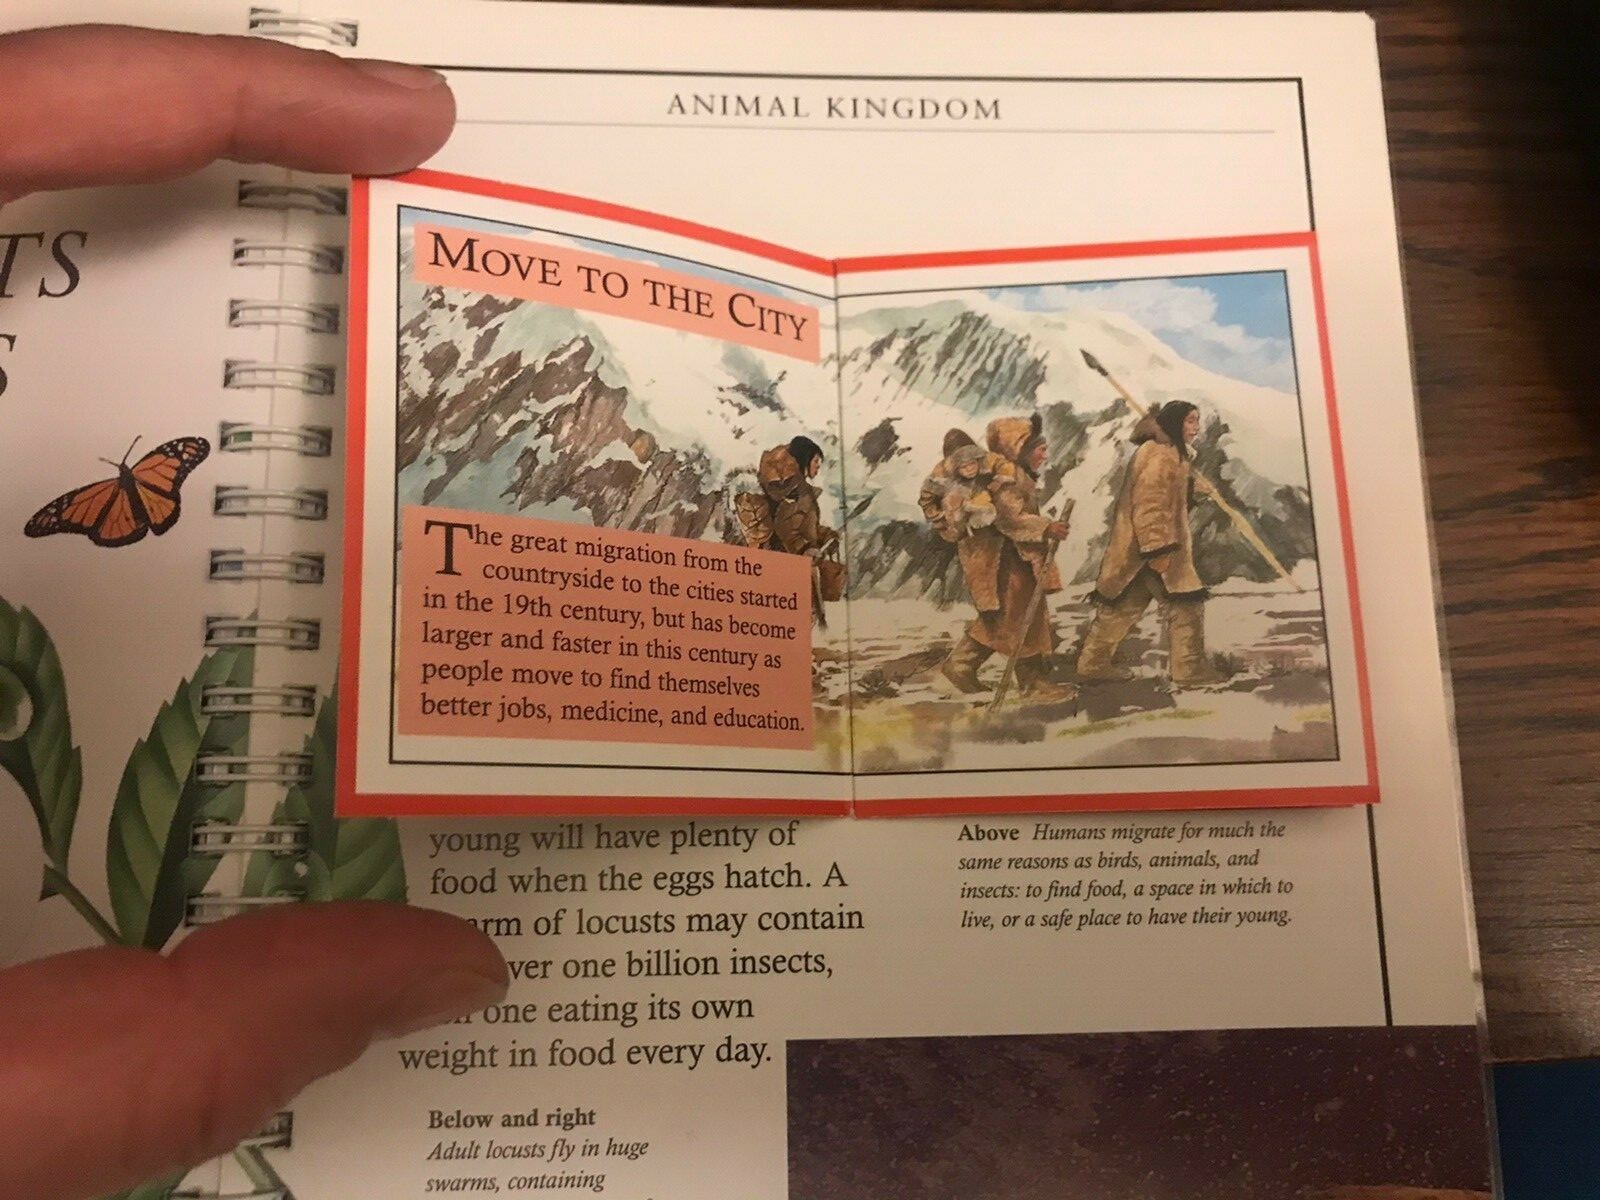 TS
S
ANIMAL KINGDOM
MOVE TO THE CITY
The great migration from the
countryside to the cities started
in the 19th century, but has become
larger and faster in this century as
people move to find themselves
better jobs, medicine, and education.
young will have plenty of
food when the eggs hatch. A
of locusts may contain
one billion insects,
one eating its own
weight in food every day.
Above Humans migrate for much the
same reasons as birds, animals, and
insects: to find food, a space in which to
live, or a safe place to have their young.
Below and right
Adult locusts fly in huge
swarms, containing